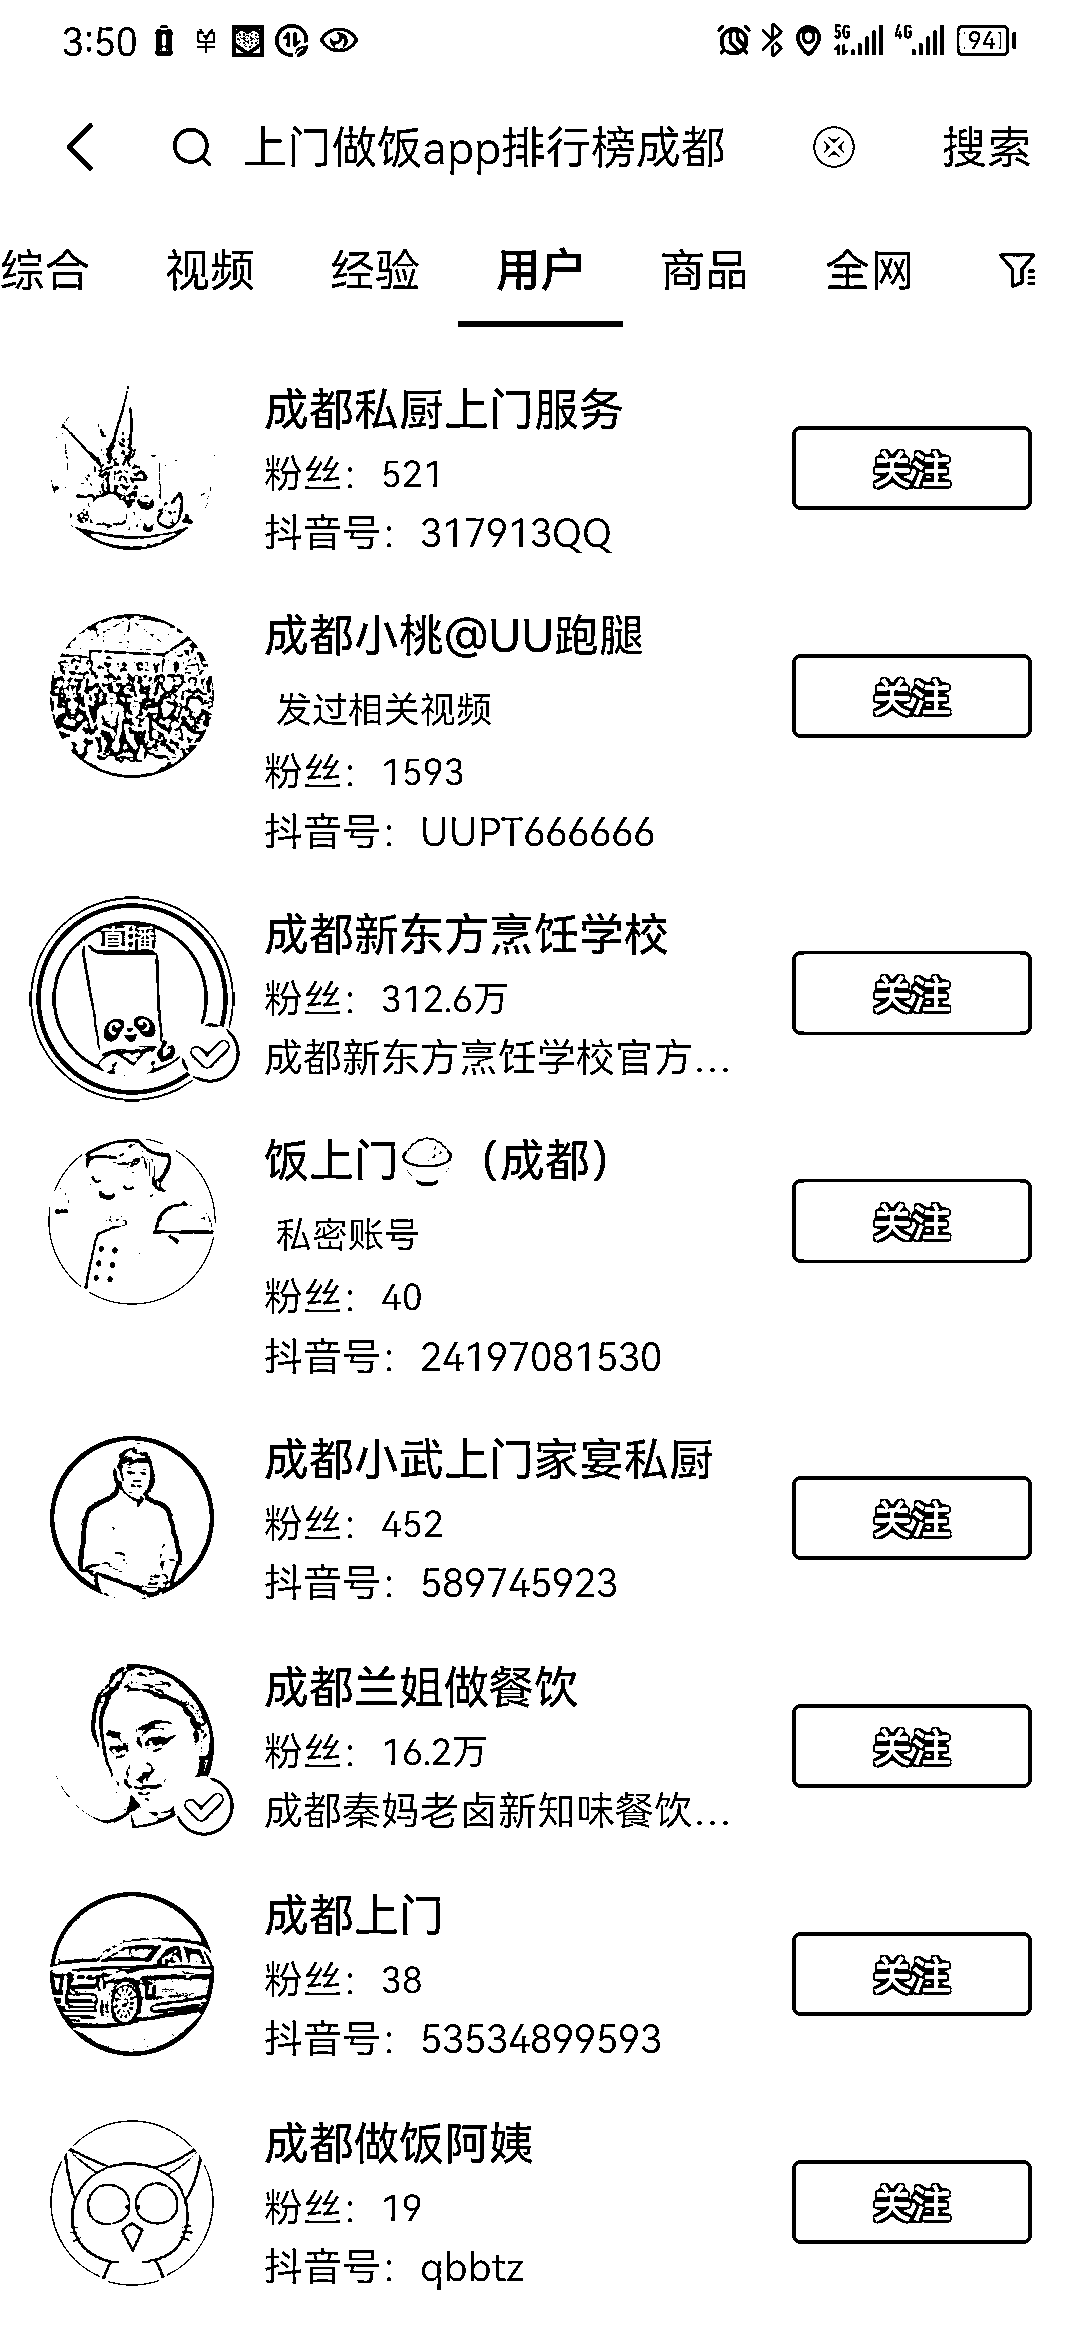 3:50 5G 4G 94
上门做饭app排行榜成都 搜索
综合 视频 经验 用户 商品 全网
成都私厨上门服务
粉丝：521
关注
抖音号：317913QQ
成都小桃@UU跑腿
发过相关视频
关注
粉丝：1593
抖音号：UUPT666666
直播
成都新东方烹饪学校
粉丝：312.6万
关注
成都新东方烹饪学校官方...
饭上门🍚（成都）
私密账号
关注
粉丝：40
抖音号：24197081530
成都小武上门家宴私厨
粉丝：452
关注
抖音号：589745923
成都兰姐做餐饮
粉丝：16.2万
关注
成都秦妈老卤新知味餐饮...
成都上门
粉丝：38
关注
抖音号：53534899593
成都做饭阿姨
粉丝：19
关注
抖音号：qbbtz